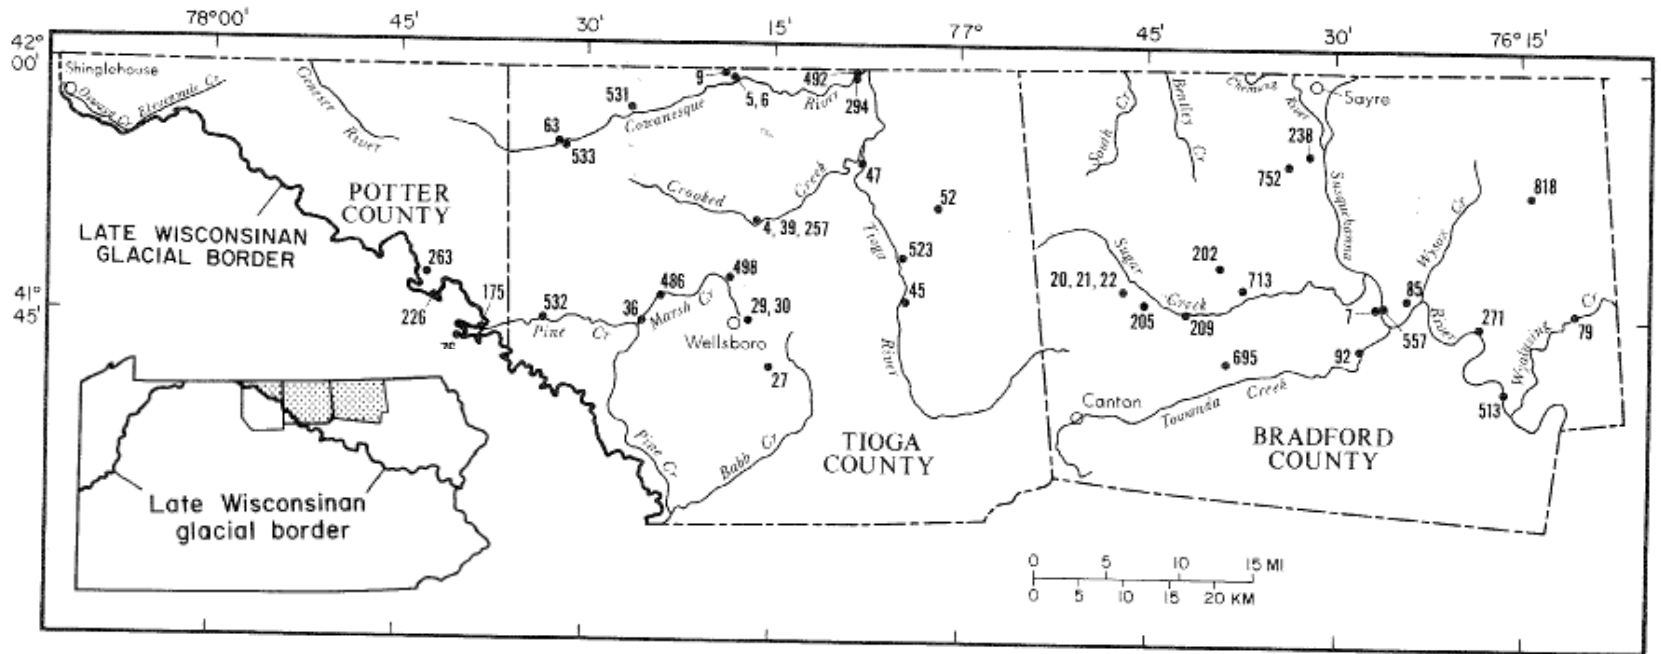 78°00'
45'
30'
15'
77°
45'
30'
76°15'
42°
00'
41°
45'
Shinglehouse
Oswayo Cr
Eleven mile Cr
Genesee
River
POTTER
COUNTY
LATE WISCONSINAN
GLACIAL BORDER
263
226
175
9
5, 6
492
294
531
Cowanesque
River
63
533
47
Crooked
Creek
4, 39, 257
52
Tioga
River
523
45
498
486
36
Marsh Cr
29, 30
532
Pine Cr
Wellsboro
27
Pine Cr
Babb Cr
TIOGA
COUNTY
South Cr
Bentley
Cr
Chemung
River
Sayre
238
752
Susquehanna
River
818
Wysox Cr
202
713
Sugar
Creek
20, 21, 22
205
209
85
7
557
271
79
Wyalusing Cr
92
695
513
Canton
Towanda Creek
BRADFORD
COUNTY
Late Wisconsinan
glacial border
0 5 10 15 MI
0 5 10 15 20 KM